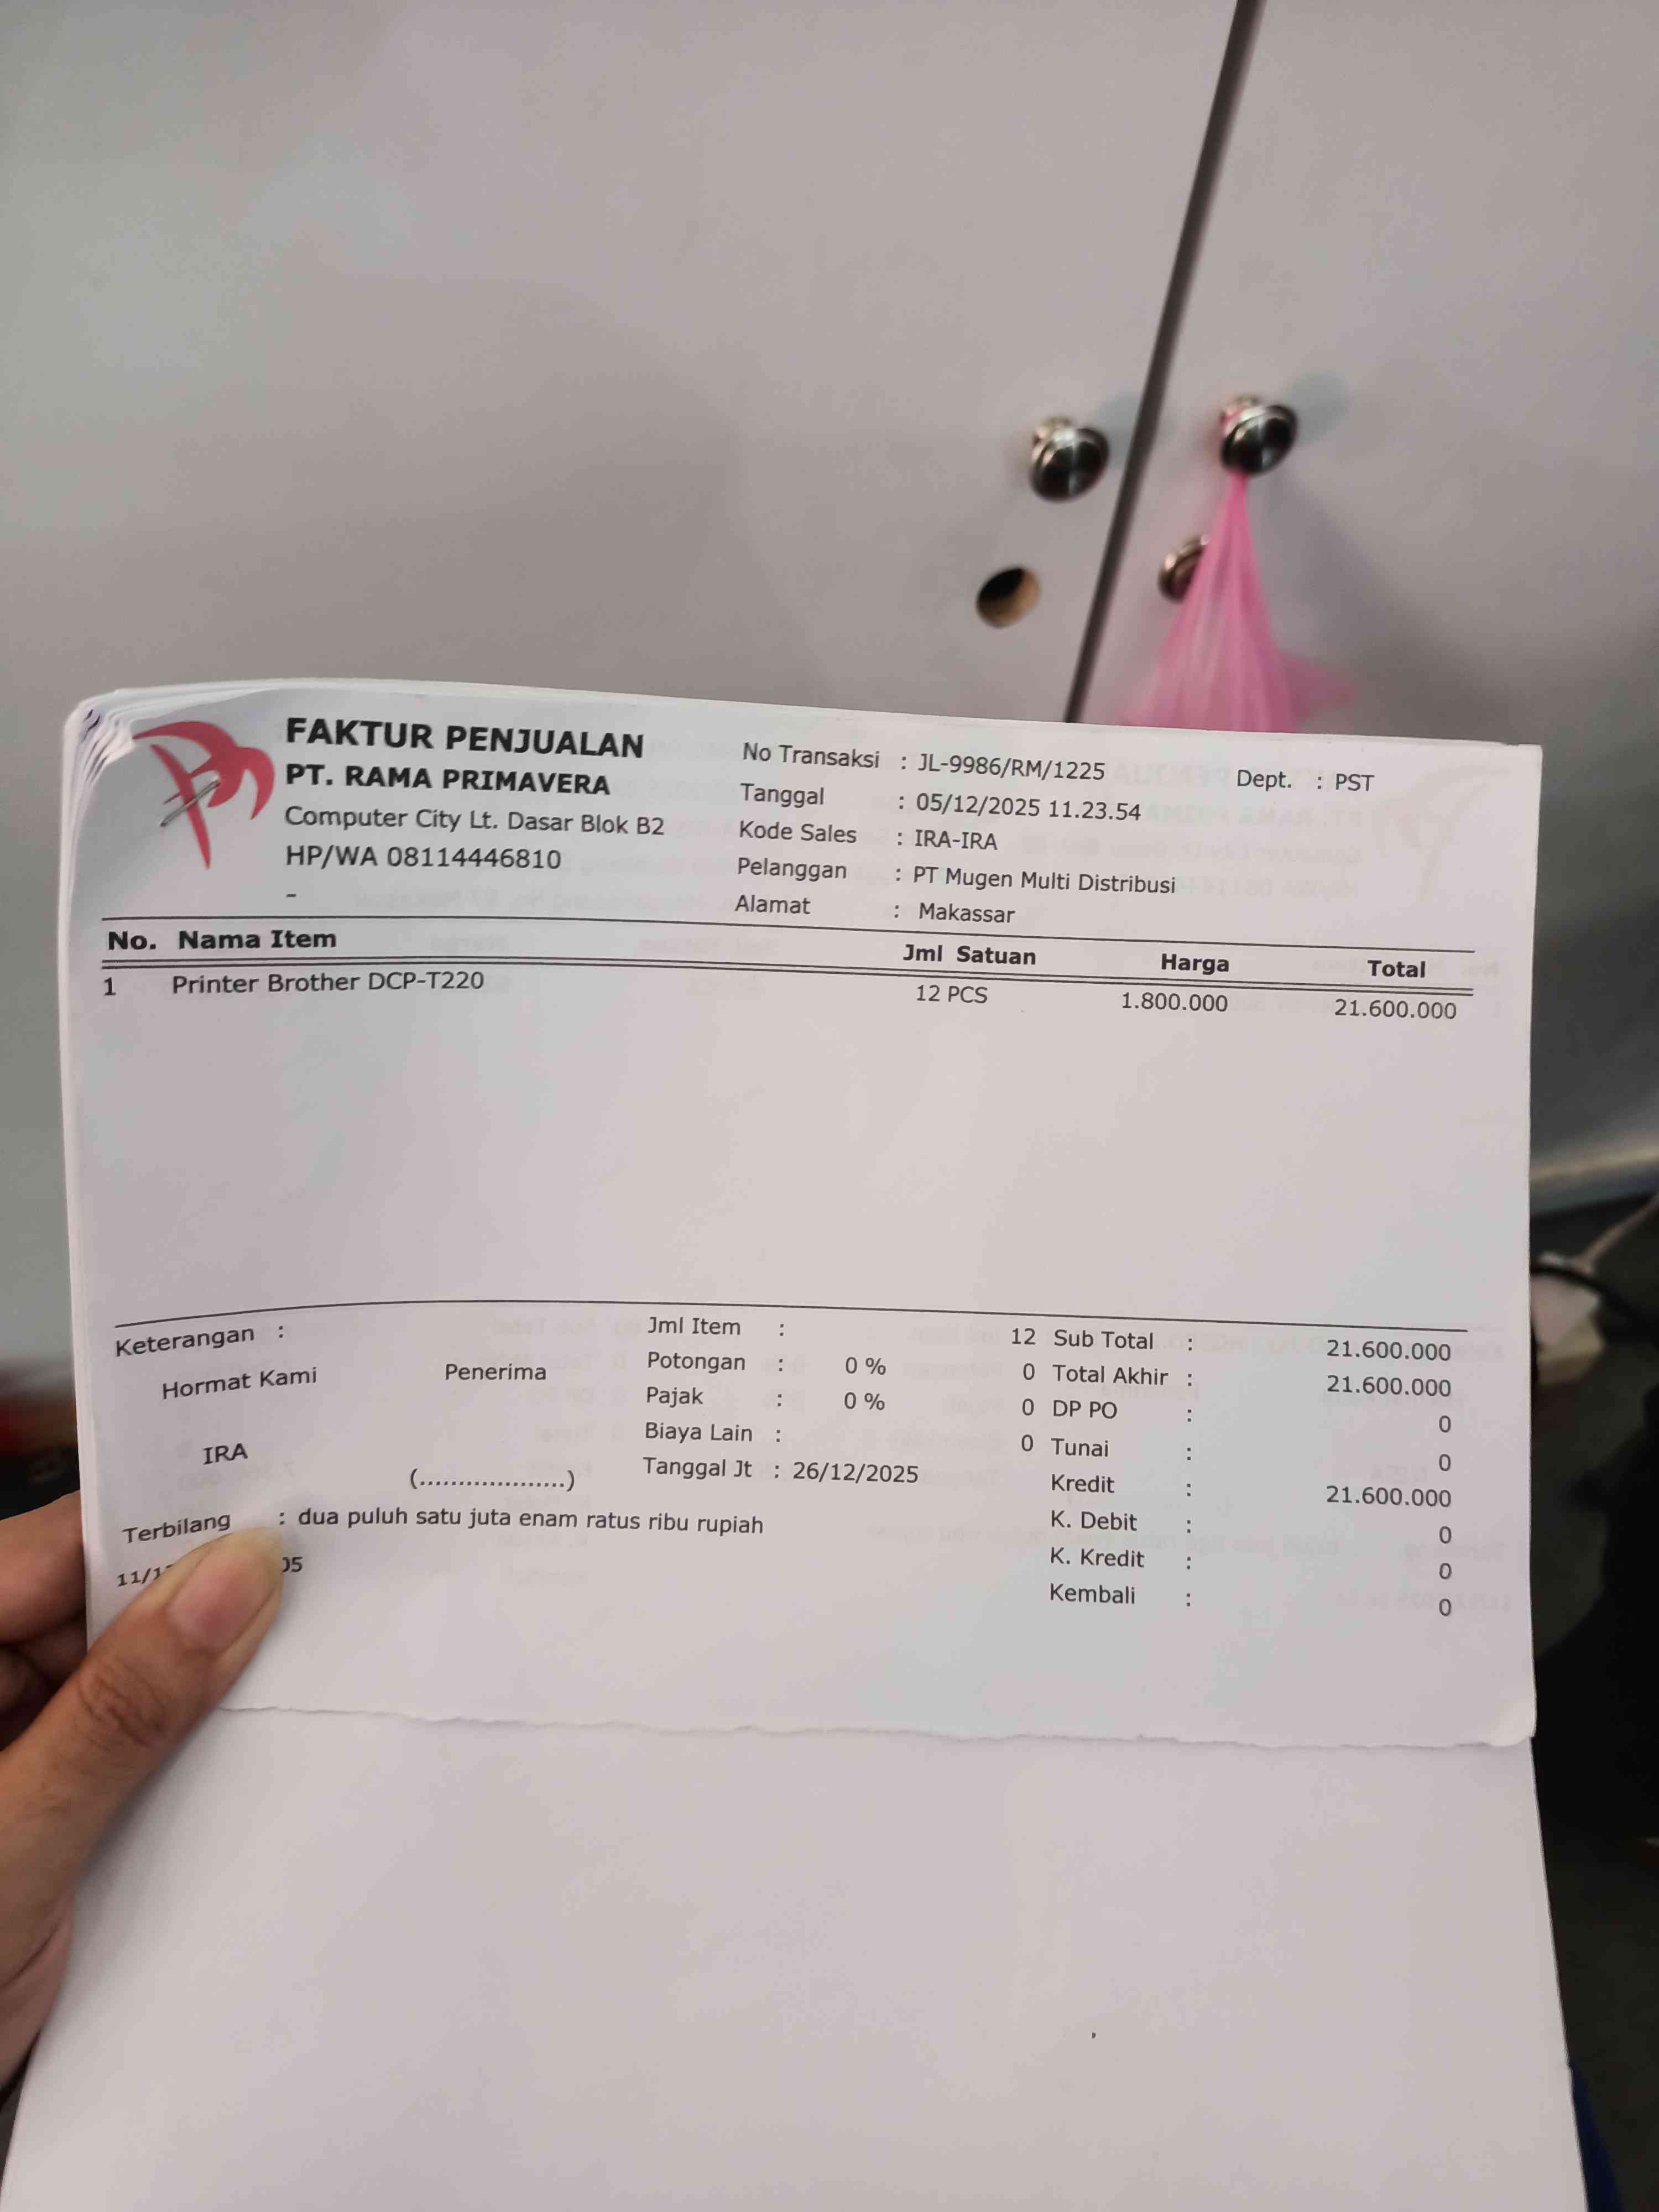 FAKTUR PENJUALAN
PT. RAMA PRIMAVERA
Computer City Lt. Dasar Blok B2
HP/WA 08114446810
-
No Transaksi : JL-9986/RM/1225 Dept. : PST
Tanggal : 05/12/2025 11.23.54
Kode Sales : IRA-IRA
Pelanggan : PT Mugen Multi Distribusi
Alamat : Makassar
No. Nama Item Jml Satuan Harga Total
1 Printer Brother DCP-T220 12 PCS 1.800.000 21.600.000
Keterangan :
Hormat Kami Penerima
IRA (..................)
Jml Item : 12
Potongan : 0 % 0
Pajak : 0 % 0
Biaya Lain : 0
Tanggal Jt : 26/12/2025
Sub Total : 21.600.000
Total Akhir : 21.600.000
DP PO : 0
Tunai : 0
Kredit : 21.600.000
K. Debit : 0
K. Kredit : 0
Kembali : 0
Terbilang : dua puluh satu juta enam ratus ribu rupiah